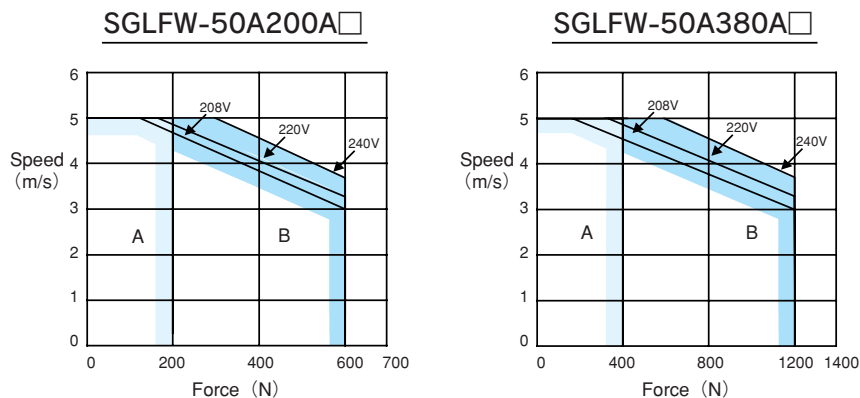 SGLFW-50A200A□
6
5
4
3
2
1
0
Speed
(m/s)
208V
220V
240V
A
B
0 200 400 600 700
Force (N)
SGLFW-50A380A□
6
5
4
3
2
1
0
Speed
(m/s)
208V
220V
240V
A
B
0 400 800 1200 1400
Force (N)